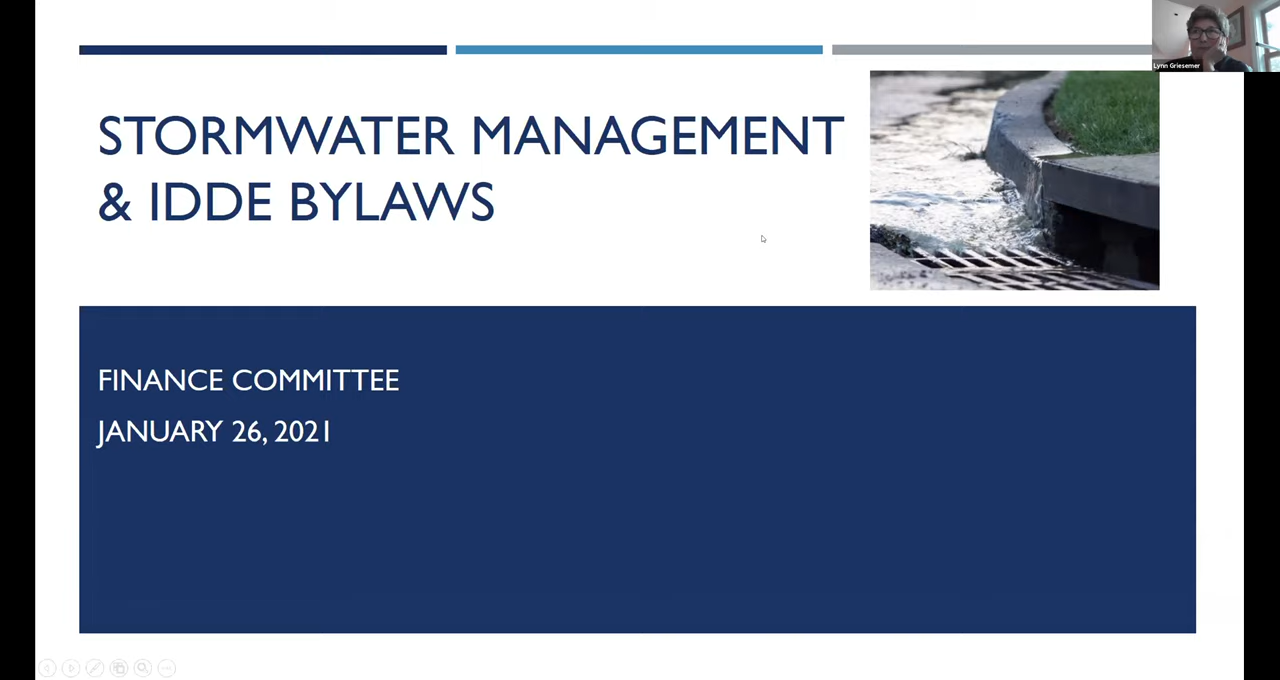 Lynn Griesemer
STORMWATER MANAGEMENT
& IDDE BYLAWS
FINANCE COMMITTEE
JANUARY 26, 2021